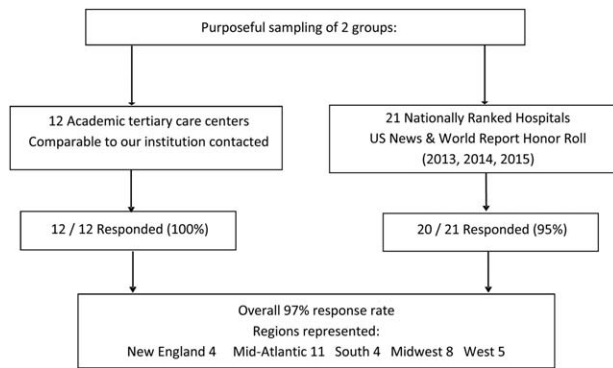 Purposeful sampling of 2 groups:
12 Academic tertiary care centers
Comparable to our institution contacted
21 Nationally Ranked Hospitals
US News & World Report Honor Roll
(2013, 2014, 2015)
12 / 12 Responded (100%)
20 / 21 Responded (95%)
Overall 97% response rate
Regions represented:
New England 4 Mid-Atlantic 11 South 4 Midwest 8 West 5